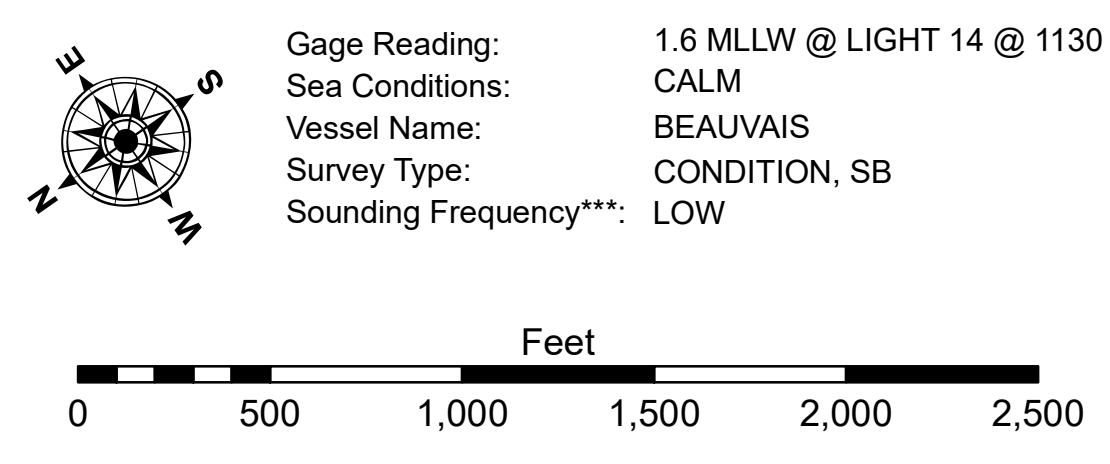 E
S
N
W
Gage Reading: 1.6 MLLW @ LIGHT 14 @ 1130
Sea Conditions: CALM
Vessel Name: BEAUVAIS
Survey Type: CONDITION, SB
Sounding Frequency***: LOW
Feet
0 500 1,000 1,500 2,000 2,500